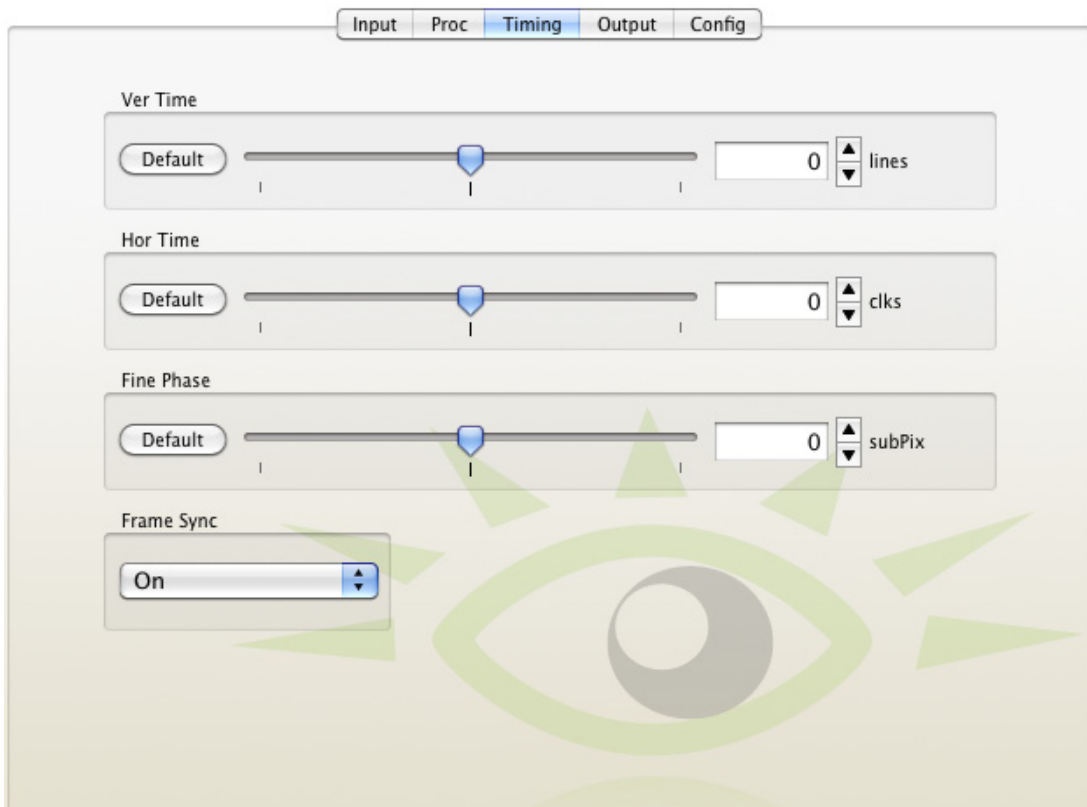 Input Proc Timing Output Config
Ver Time
Default 0 lines
Hor Time
Default 0 clks
Fine Phase
Default 0 subPix
Frame Sync
On